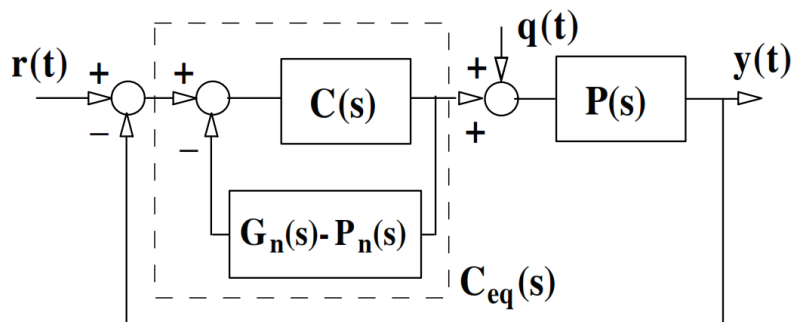 r(t)
+
−
+
−
C(s)
Gn(s)-Pn(s)
Ceq(s)
q(t)
+
+
P(s)
y(t)